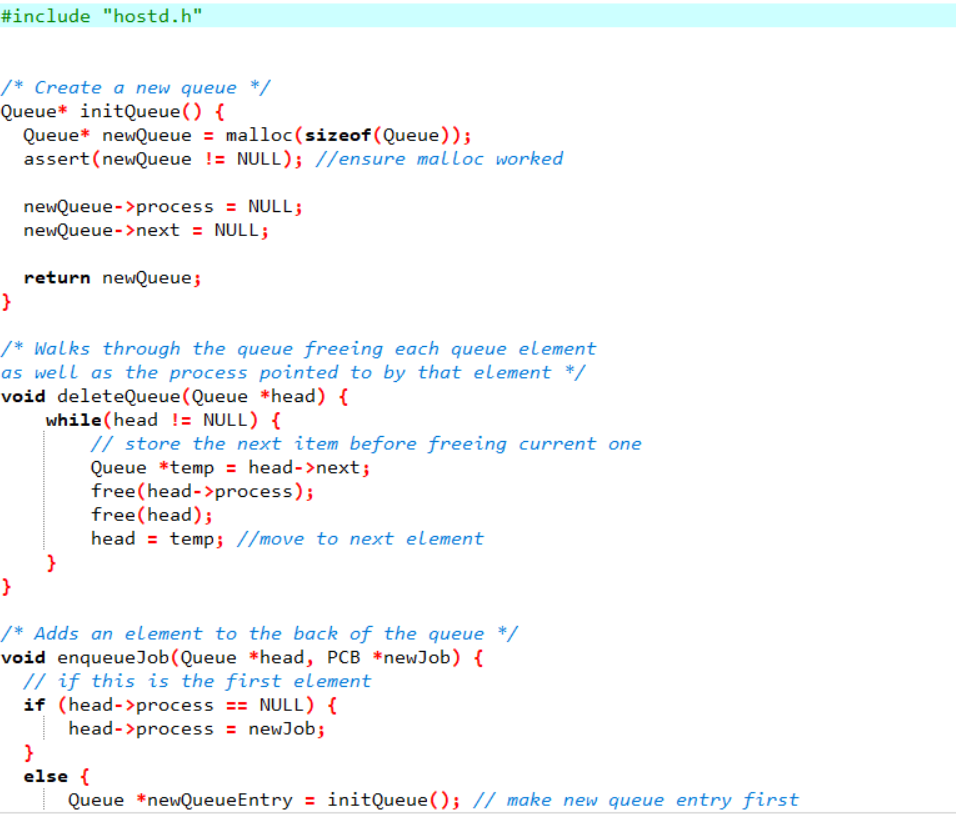 #include "hostd.h"
/* Create a new queue */
Queue* initQueue() {
  Queue* newQueue = malloc(sizeof(Queue));
  assert(newQueue != NULL); //ensure malloc worked
  newQueue->process = NULL;
  newQueue->next = NULL;
  return newQueue;
}
/* Walks through the queue freeing each queue element
as well as the process pointed to by that element */
void deleteQueue(Queue *head) {
    while(head != NULL) {
        // store the next item before freeing current one
        Queue *temp = head->next;
        free(head->process);
        free(head);
        head = temp; //move to next element
    }
}
/* Adds an element to the back of the queue */
void enqueueJob(Queue *head, PCB *newJob) {
  // if this is the first element
  if (head->process == NULL) {
      head->process = newJob;
  }
  else {
      Queue *newQueueEntry = initQueue(); // make new queue entry first